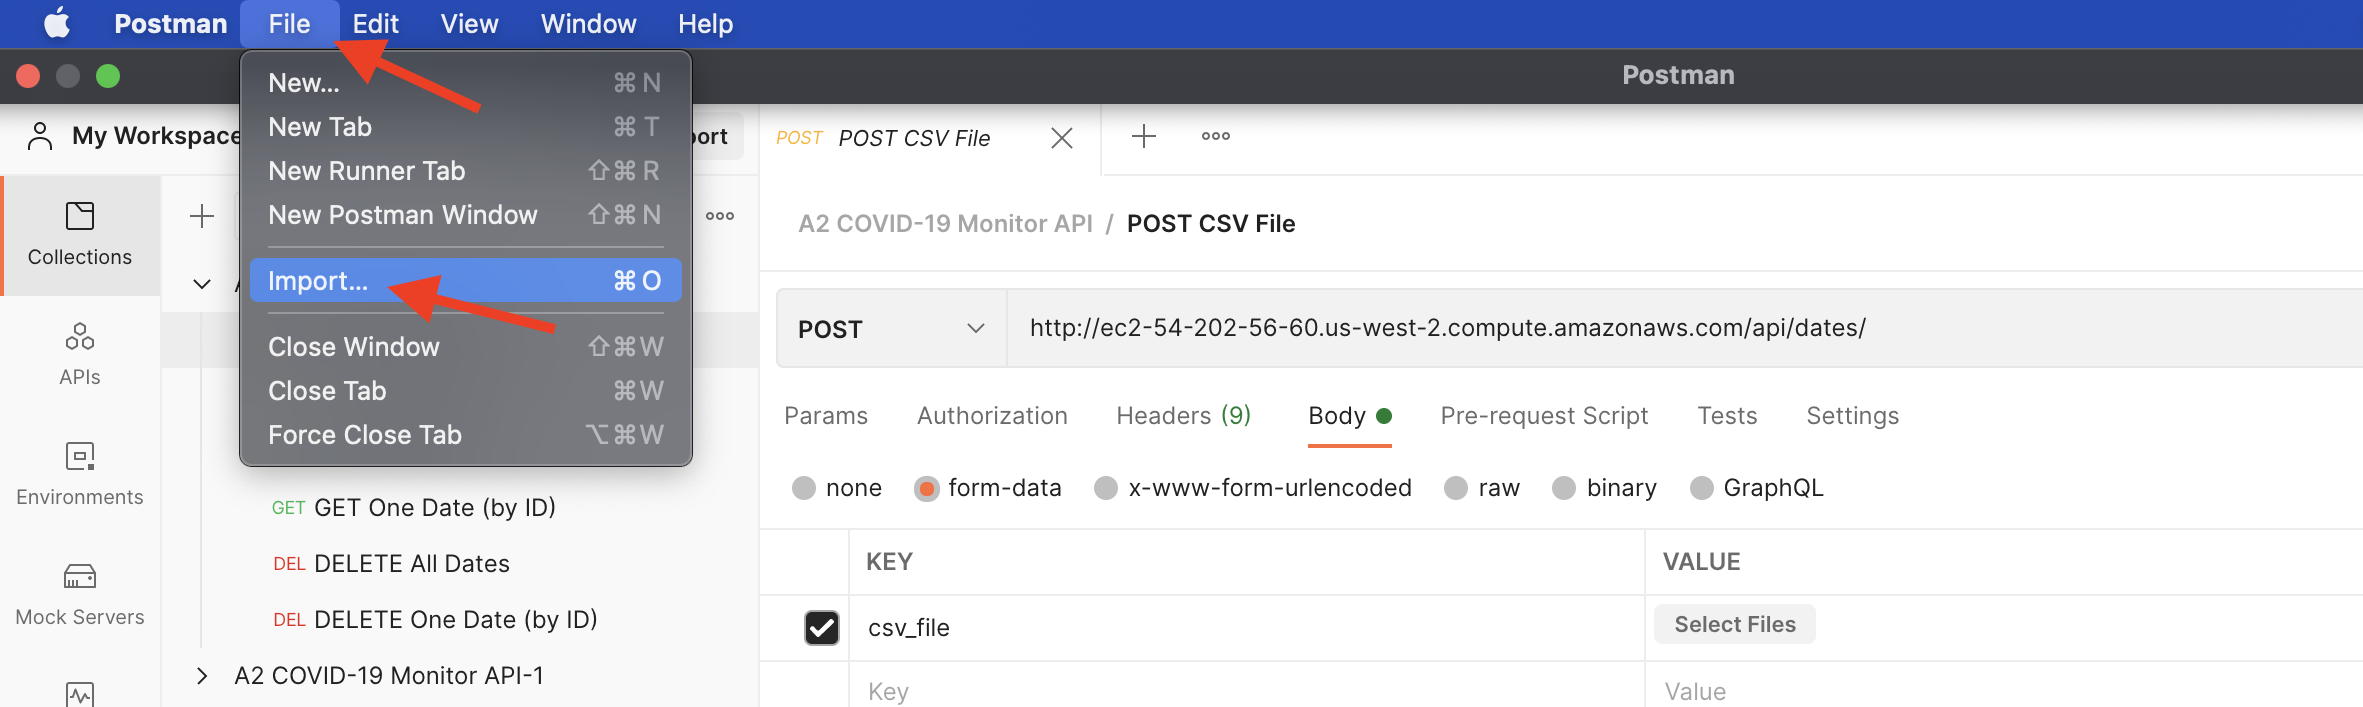 Postman File Edit View Window Help
Postman
New... ⌘ N
New Tab ⌘ T
New Runner Tab ⇧⌘ R
New Postman Window ⇧⌘ N
Import... ⌘ O
Close Window ⇧⌘W
Close Tab ⌘W
Force Close Tab ⌥⌘W
My Workspace
Collections
APIs
Environments
Mock Servers
GET GET One Date (by ID)
DEL DELETE All Dates
DEL DELETE One Date (by ID)
A2 COVID-19 Monitor API-1
POST POST CSV File
A2 COVID-19 Monitor API / POST CSV File
POST http://ec2-54-202-56-60.us-west-2.compute.amazonaws.com/api/dates/
Params Authorization Headers (9) Body Pre-request Script Tests Settings
none form-data x-www-form-urlencoded raw binary GraphQL
KEY VALUE
csv_file Select Files
Key Value